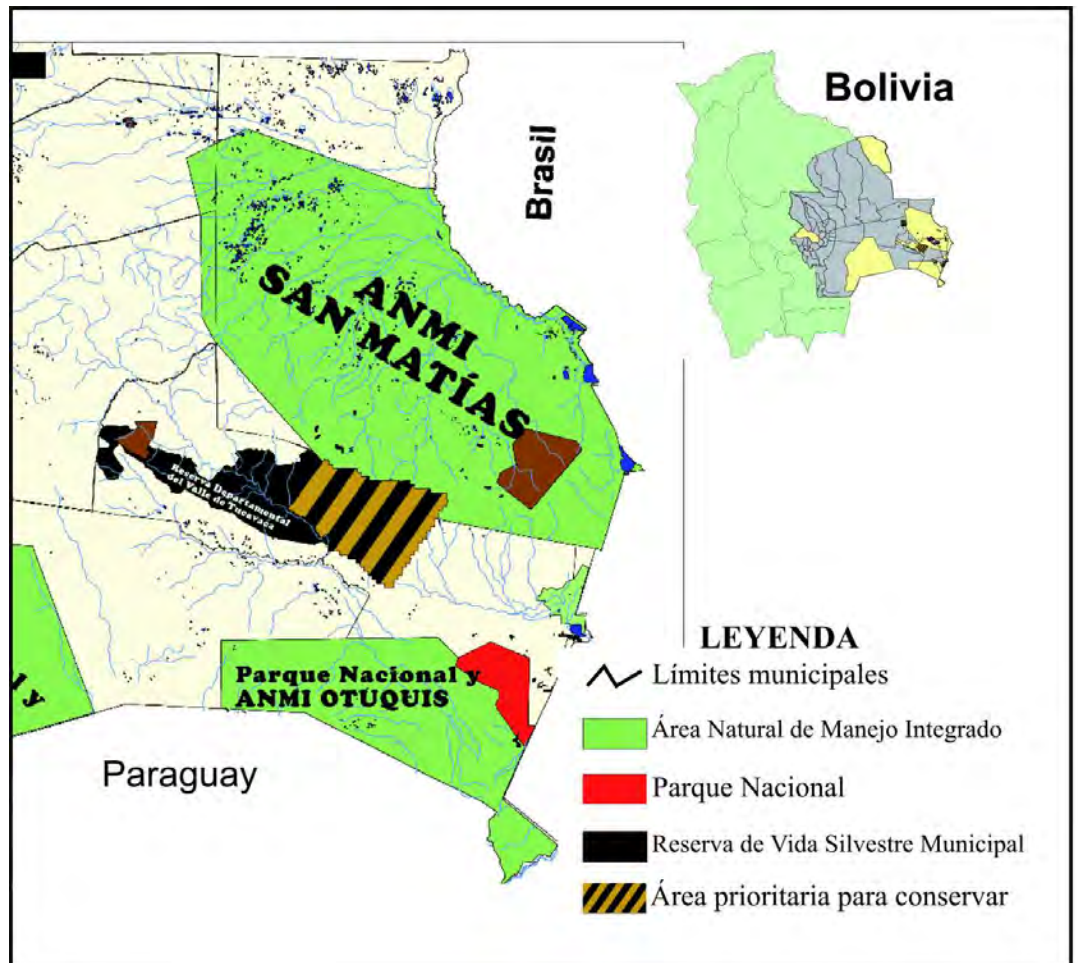 Bolivia
Brasil
ANMI
SAN MATÍAS
Reserva Departamental
del Valle de Tucavaca
Parque Nacional y
ANMI OTUQUIS
l y
Paraguay
LEYENDA
Límites municipales
Área Natural de Manejo Integrado
Parque Nacional
Reserva de Vida Silvestre Municipal
Área prioritaria para conservar